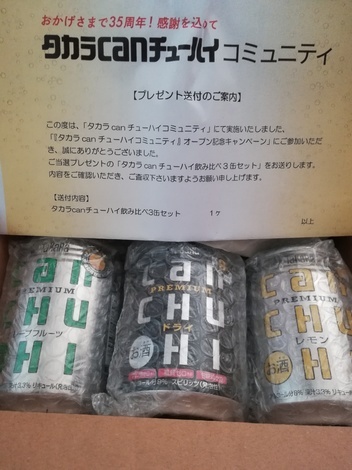 おかげさまで35周年!感謝を込めて
タカラcanチューハイコミュニティ
【プレゼント送付のご案内】
この度は、「タカラcanチューハイコミュニティ」にて実施いたしました、
「『タカラcanチューハイコミュニティ』オープン記念キャンペーン」にご参加いただ
き、誠にありがとうございました。
ご当選プレゼントの「タカラcanチューハイ飲み比べ3缶セット」をお送りします。
内容をご確認いただき、ご査収下さいますようお願い申し上げます。
【送付内容】
タカラcanチューハイ飲み比べ3缶セット 1ヶ
以上
can
PREMIUM
CHU
HI
can
PREMIUM
CHU
ドライ
HI
お酒
can
PREMIUM
CHU
レモン
H
お酒